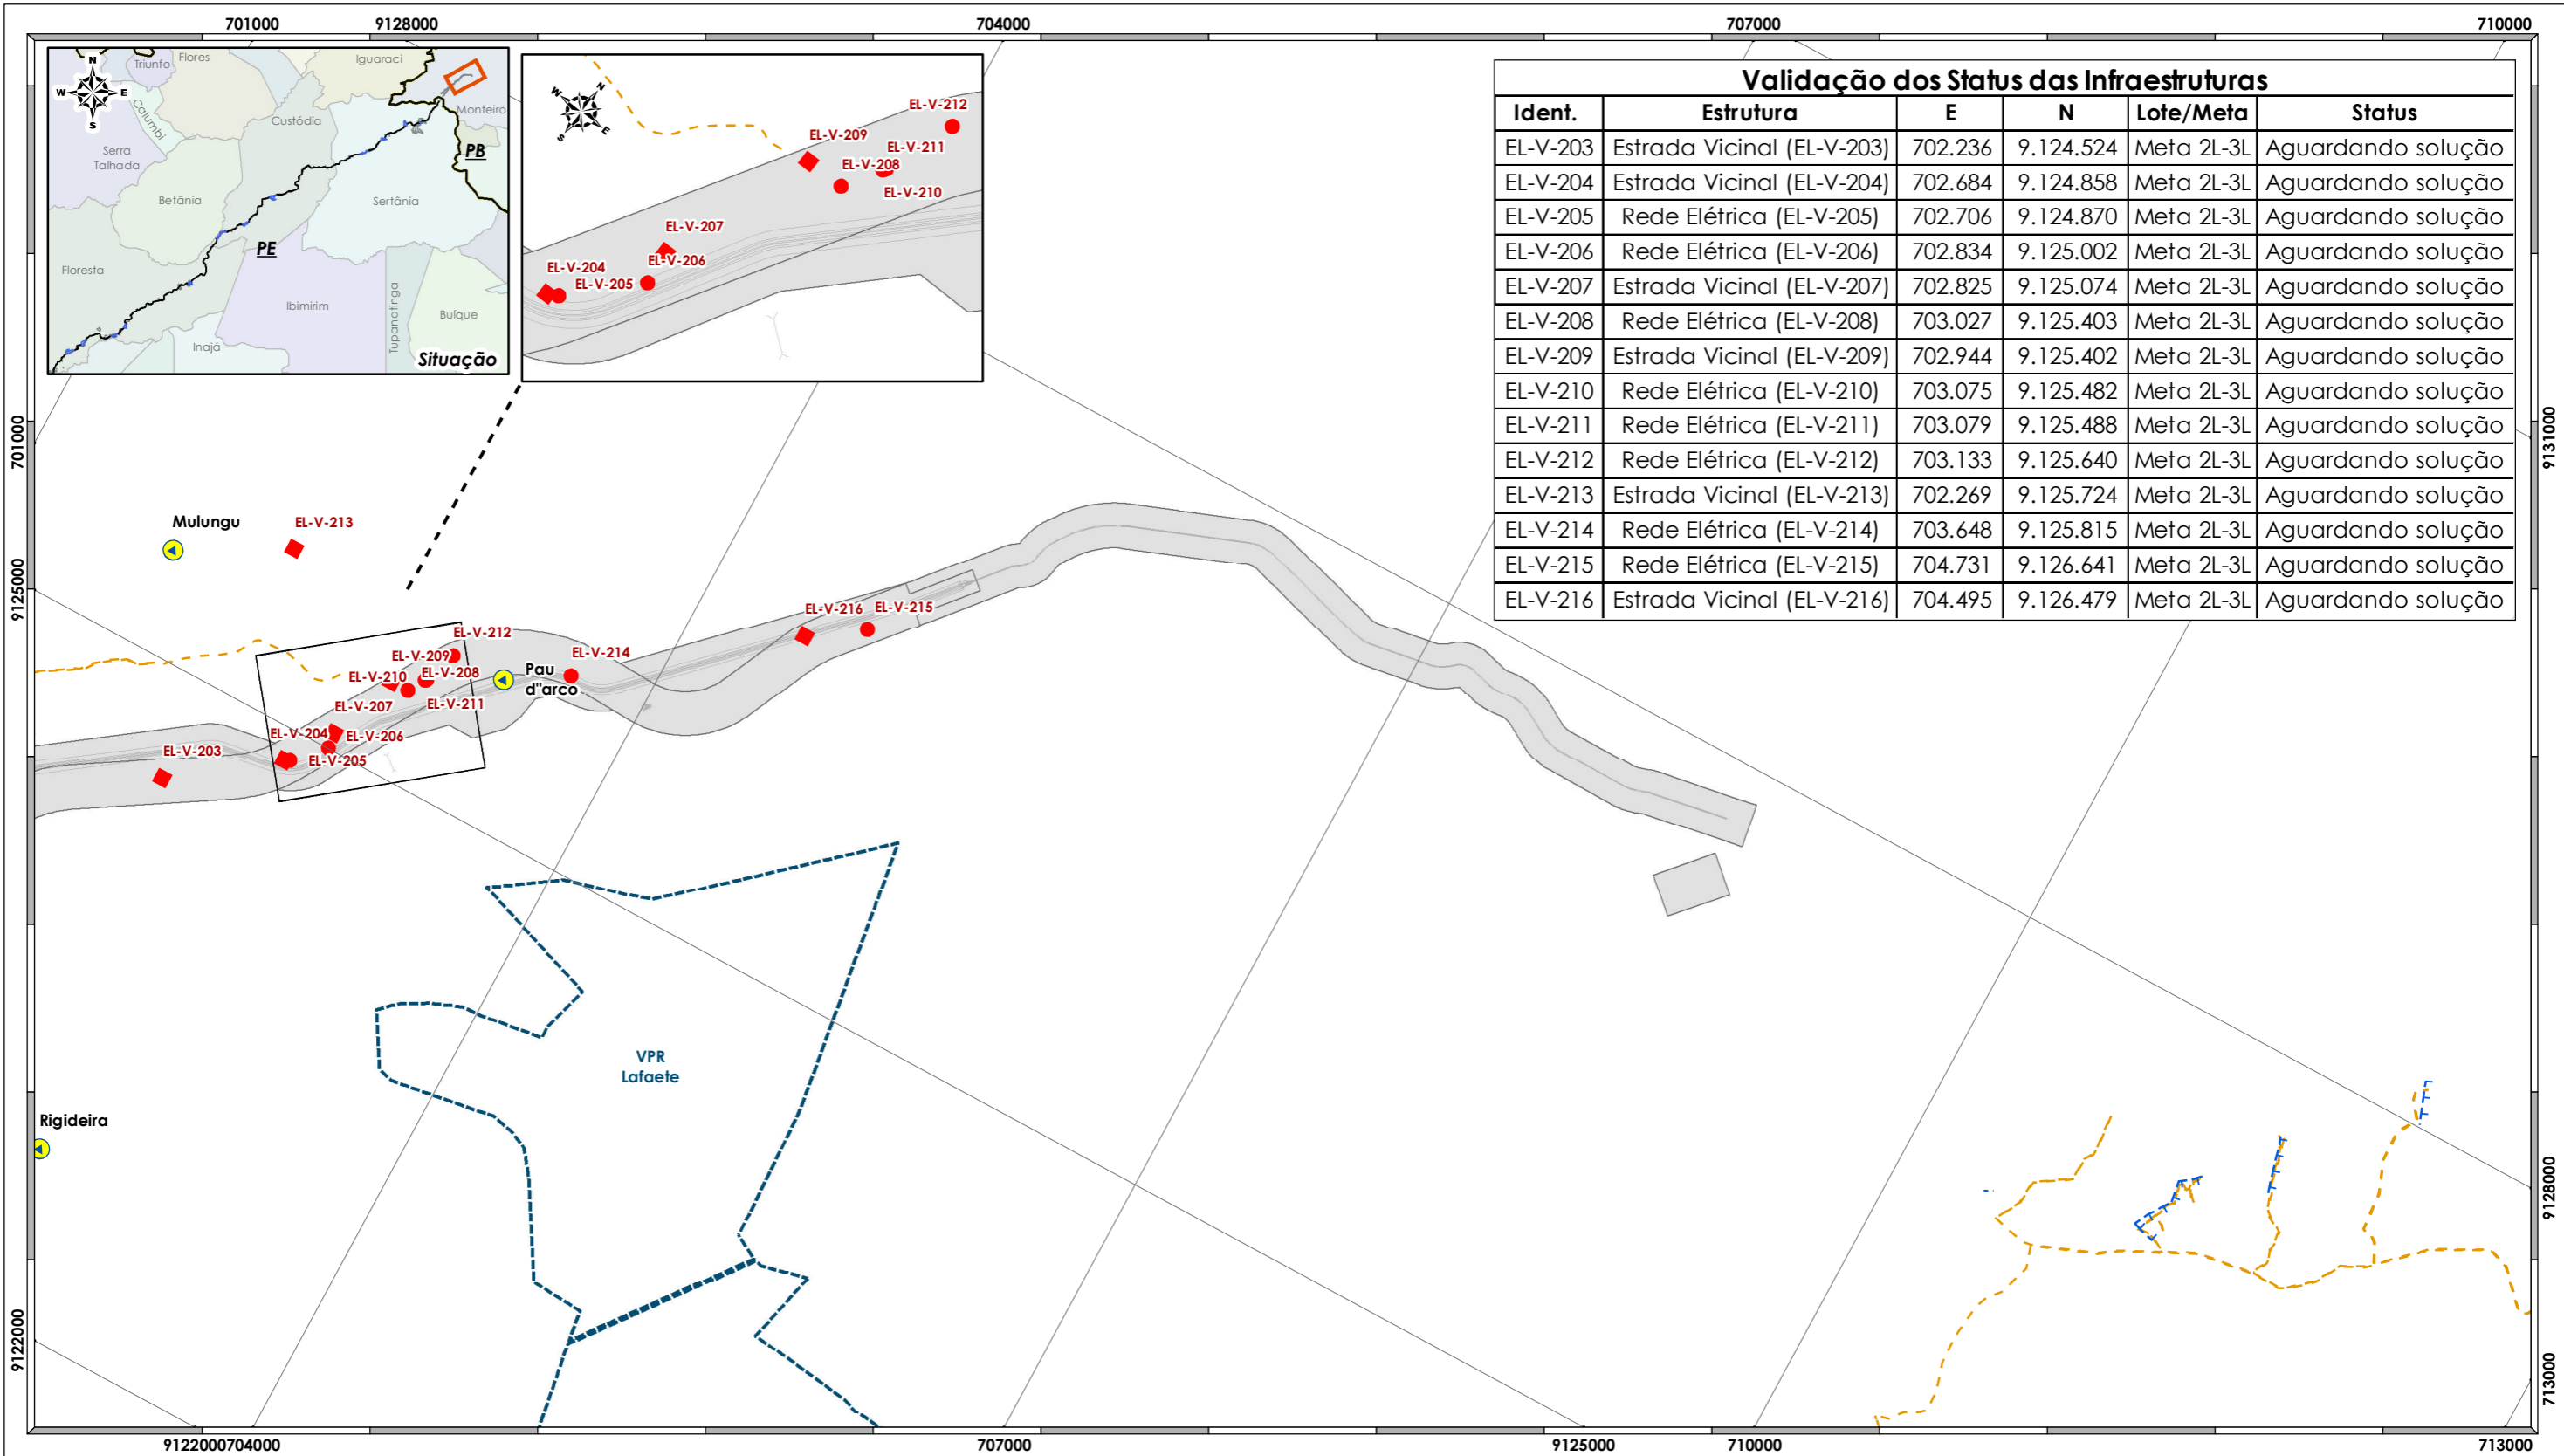 701000 9128000 704000 707000 710000
N
W E
S
Triunfo
Flores
Iguaraci
Calumbi
Monteiro
Custódia
Serra
Talhada
PB
Betânia
Sertânia
PE
Floresta
Ibimirim
Tupanatinga
Buíque
Inajá
Situação
N
W
E
S
EL-V-212
EL-V-209
EL-V-211
EL-V-208
EL-V-210
EL-V-207
EL-V-206
EL-V-204
EL-V-205
Validação dos Status das Infraestruturas
Ident. Estrutura E N Lote/Meta Status
EL-V-203 Estrada Vicinal (EL-V-203) 702.236 9.124.524 Meta 2L-3L Aguardando solução
EL-V-204 Estrada Vicinal (EL-V-204) 702.684 9.124.858 Meta 2L-3L Aguardando solução
EL-V-205 Rede Elétrica (EL-V-205) 702.706 9.124.870 Meta 2L-3L Aguardando solução
EL-V-206 Rede Elétrica (EL-V-206) 702.834 9.125.002 Meta 2L-3L Aguardando solução
EL-V-207 Estrada Vicinal (EL-V-207) 702.825 9.125.074 Meta 2L-3L Aguardando solução
EL-V-208 Rede Elétrica (EL-V-208) 703.027 9.125.403 Meta 2L-3L Aguardando solução
EL-V-209 Estrada Vicinal (EL-V-209) 702.944 9.125.402 Meta 2L-3L Aguardando solução
EL-V-210 Rede Elétrica (EL-V-210) 703.075 9.125.482 Meta 2L-3L Aguardando solução
EL-V-211 Rede Elétrica (EL-V-211) 703.079 9.125.488 Meta 2L-3L Aguardando solução
EL-V-212 Rede Elétrica (EL-V-212) 703.133 9.125.640 Meta 2L-3L Aguardando solução
EL-V-213 Estrada Vicinal (EL-V-213) 702.269 9.125.724 Meta 2L-3L Aguardando solução
EL-V-214 Rede Elétrica (EL-V-214) 703.648 9.125.815 Meta 2L-3L Aguardando solução
EL-V-215 Rede Elétrica (EL-V-215) 704.731 9.126.641 Meta 2L-3L Aguardando solução
EL-V-216 Estrada Vicinal (EL-V-216) 704.495 9.126.479 Meta 2L-3L Aguardando solução
701000
9131000
Mulungu
EL-V-213
9125000
EL-V-216 EL-V-215
EL-V-212
EL-V-209
EL-V-214
EL-V-210 EL-V-208
Pau
d"arco
EL-V-207 EL-V-211
EL-V-204 EL-V-206
EL-V-203
EL-V-205
VPR
Lafaete
Rigideira
9128000
9122000
713000
9122000704000 707000 9125000 710000 713000